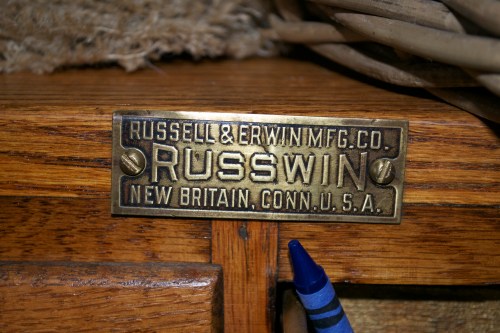 RUSSELL & ERWIN MFG. CO.
RUSSWIN
NEW BRITAIN, CONN. U. S. A.